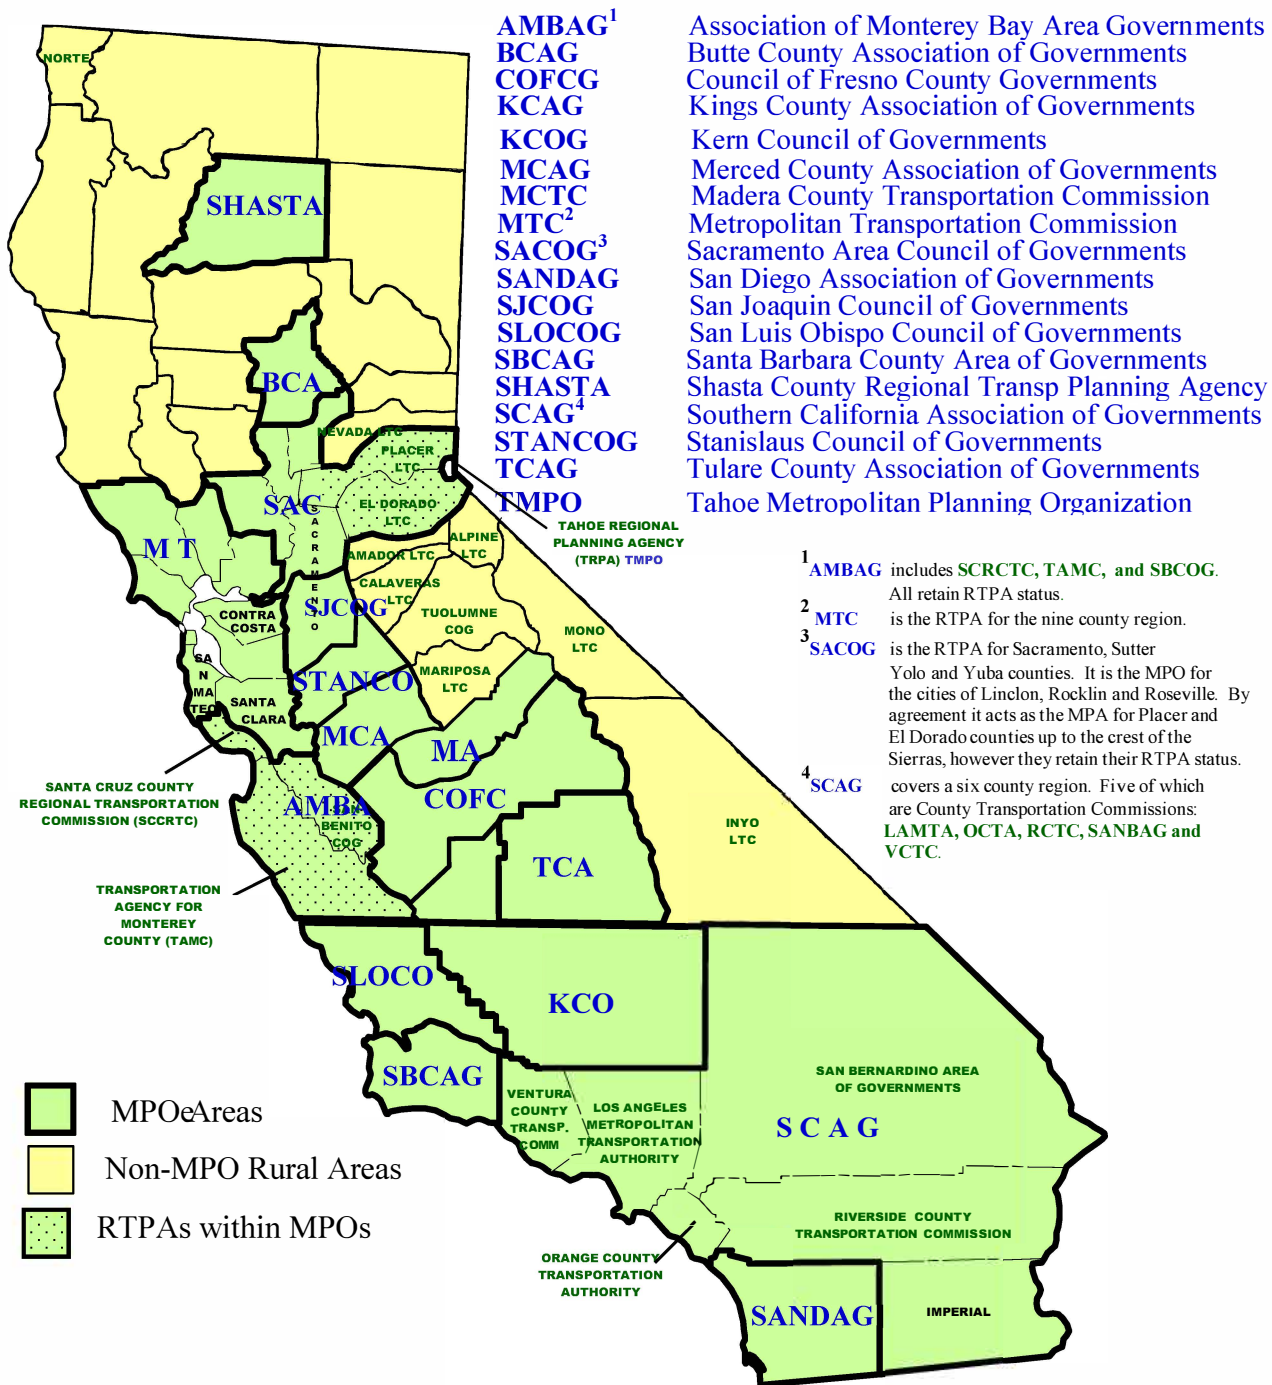 AMBAG1 Association of Monterey Bay Area Governments
BCAG Butte County Association of Governments
COFCG Council of Fresno County Governments
KCAG Kings County Association of Governments
KCOG Kern Council of Governments
MCAG Merced County Association of Governments
MCTC Madera County Transportation Commission
MTC2 Metropolitan Transportation Commission
SACOG3 Sacramento Area Council of Governments
SANDAG San Diego Association of Governments
SJCOG San Joaquin Council of Governments
SLOCOG San Luis Obispo Council of Governments
SBCAG Santa Barbara County Area of Governments
SHASTA Shasta County Regional Transp Planning Agency
SCAG4 Southern California Association of Governments
STANCOG Stanislaus Council of Governments
TCAG Tulare County Association of Governments
TMPO Tahoe Metropolitan Planning Organization
NORTE
SHASTA
BCA
NEVADA LTC
PLACER
LTC
SAC
EL DORADO
LTC
SACRAMENTO
TAHOE REGIONAL
PLANNING AGENCY
(TRPA) TMPO
M T
AMADOR LTC
ALPINE
LTC
CALAVERAS
LTC
SJCOG
TUOLUMNE
COG
CONTRA
COSTA
MONO
LTC
SA
N
MA
TEO
STANCO
MARIPOSA
LTC
SANTA
CLARA
MCA
MA
SANTA CRUZ COUNTY
REGIONAL TRANSPORTATION
COMMISSION (SCCRTC)
AMBA
SAN
BENITO
COG
COFC
INYO
LTC
TCA
TRANSPORTATION
AGENCY FOR
MONTEREY
COUNTY (TAMC)
1 AMBAG includes SCRCTC, TAMC, and SBCOG.
All retain RTPA status.
2 MTC is the RTPA for the nine county region.
3 SACOG is the RTPA for Sacramento, Sutter
Yolo and Yuba counties. It is the MPO for
the cities of Linclon, Rocklin and Roseville. By
agreement it acts as the MPA for Placer and
El Dorado counties up to the crest of the
Sierras, however they retain their RTPA status.
4 SCAG covers a six county region. Five of which
are County Transportation Commissions:
LAMTA, OCTA, RCTC, SANBAG and
VCTC.
SLOCO
KCO
SBCAG
SAN BERNARDINO AREA
OF GOVERNMENTS
VENTURA
COUNTY
TRANSP.
COMM
LOS ANGELES
METROPOLITAN
TRANSPORTATION
AUTHORITY
S C A G
RIVERSIDE COUNTY
TRANSPORTATION COMMISSION
ORANGE COUNTY
TRANSPORTATION
AUTHORITY
SANDAG
IMPERIAL
MPOeAreas
Non-MPO Rural Areas
RTPAs within MPOs